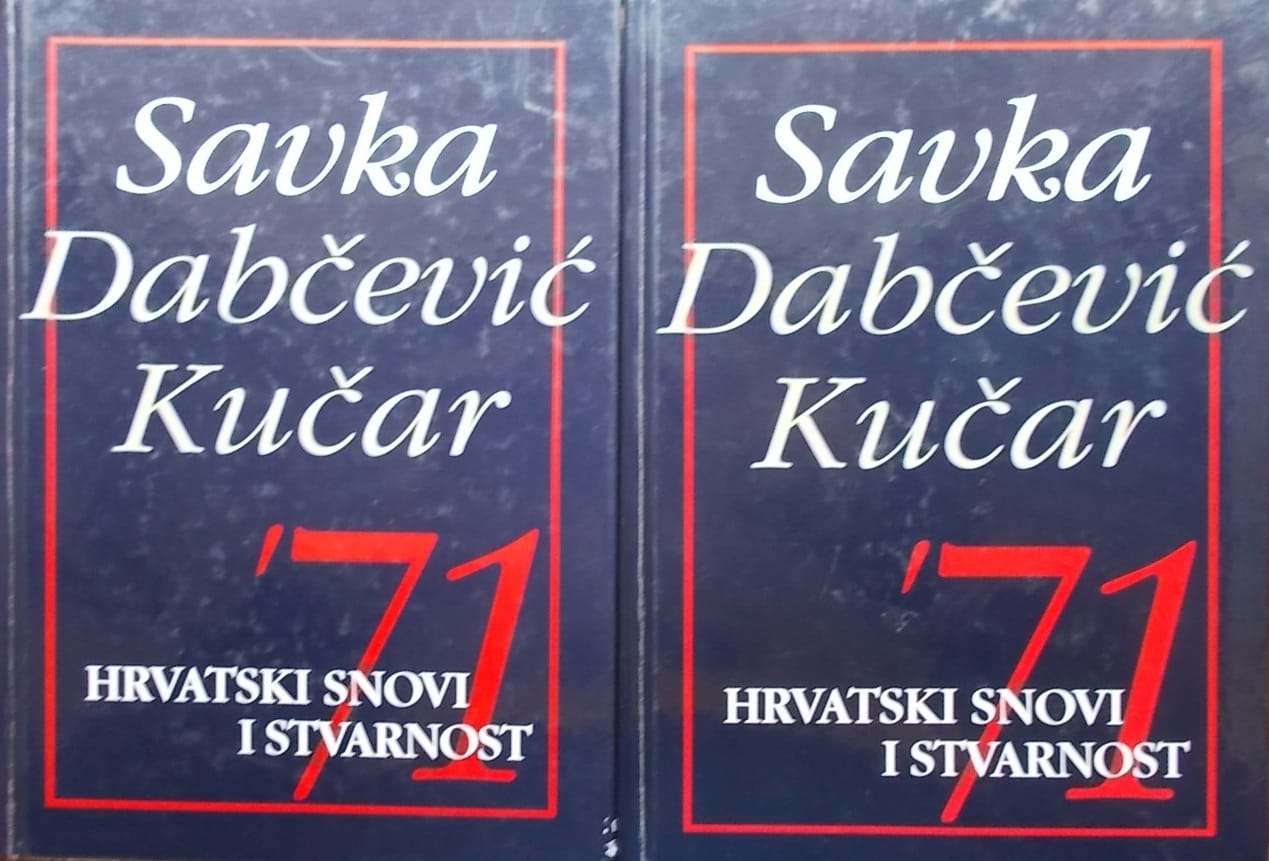 Savka
Dabčević
Kučar
'71
HRVATSKI SNOVI
I STVARNOST
Savka
Dabčević
Kučar
'71
HRVATSKI SNOVI
I STVARNOST